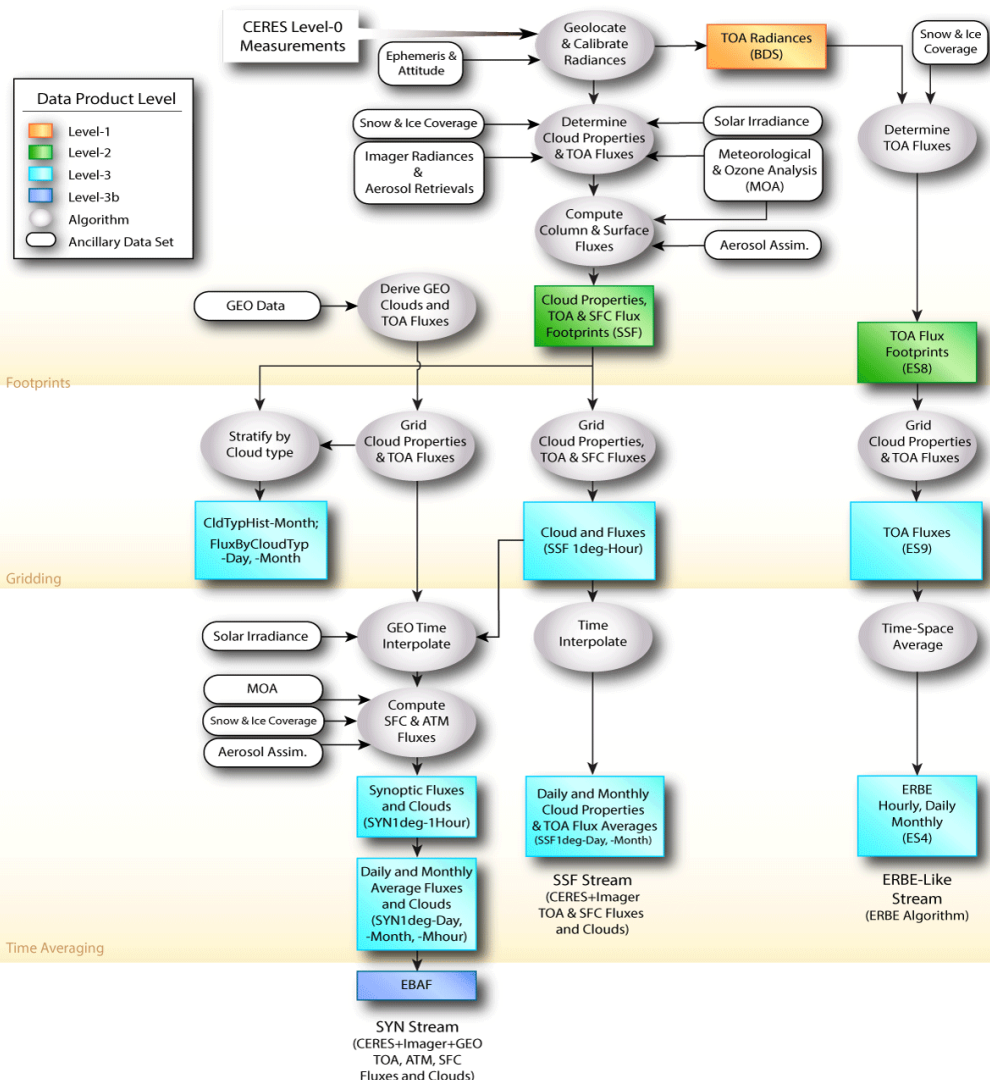 CERES Level-0
Measurements
Ephemeris &
Attitude
Geolocate
& Calibrate
Radiances
TOA Radiances
(BDS)
Snow & Ice
Coverage
Data Product Level
Level-1
Level-2
Level-3
Level-3b
Algorithm
Ancillary Data Set
Snow & Ice Coverage
Imager Radiances
&
Aerosol Retrievals
Determine
Cloud Properties
& TOA Fluxes
Solar Irradiance
Meteorological
& Ozone Analysis
(MOA)
Determine
TOA Fluxes
Compute
Column & Surface
Fluxes
Aerosol Assim.
GEO Data
Derive GEO
Clouds and
TOA Fluxes
Cloud Properties,
TOA & SFC Flux
Footprints (SSF)
TOA Flux
Footprints
(ES8)
Footprints
Stratify by
Cloud type
Grid
Cloud Properties
& TOA Fluxes
Grid
Cloud Properties,
TOA & SFC Fluxes
Grid
Cloud Properties
& TOA Fluxes
CldTypHist-Month;
FluxByCloudTyp
-Day, -Month
Cloud and Fluxes
(SSF 1deg-Hour)
TOA Fluxes
(ES9)
Gridding
Solar Irradiance
GEO Time
Interpolate
Time
Interpolate
Time-Space
Average
MOA
Snow & Ice Coverage
Aerosol Assim.
Compute
SFC & ATM
Fluxes
Synoptic Fluxes
and Clouds
(SYN1deg-1Hour)
Daily and Monthly
Cloud Properties
& TOA Flux Averages
(SSF1deg-Day, -Month)
ERBE
Hourly, Daily
Monthly
(ES4)
Daily and Monthly
Average Fluxes
and Clouds
(SYN1deg-Day,
-Month, -Mhour)
SSF Stream
(CERES+Imager
TOA & SFC Fluxes
and Clouds)
ERBE-Like
Stream
(ERBE Algorithm)
Time Averaging
EBAF
SYN Stream
(CERES+Imager+GEO
TOA, ATM, SFC
Fluxes and Clouds)